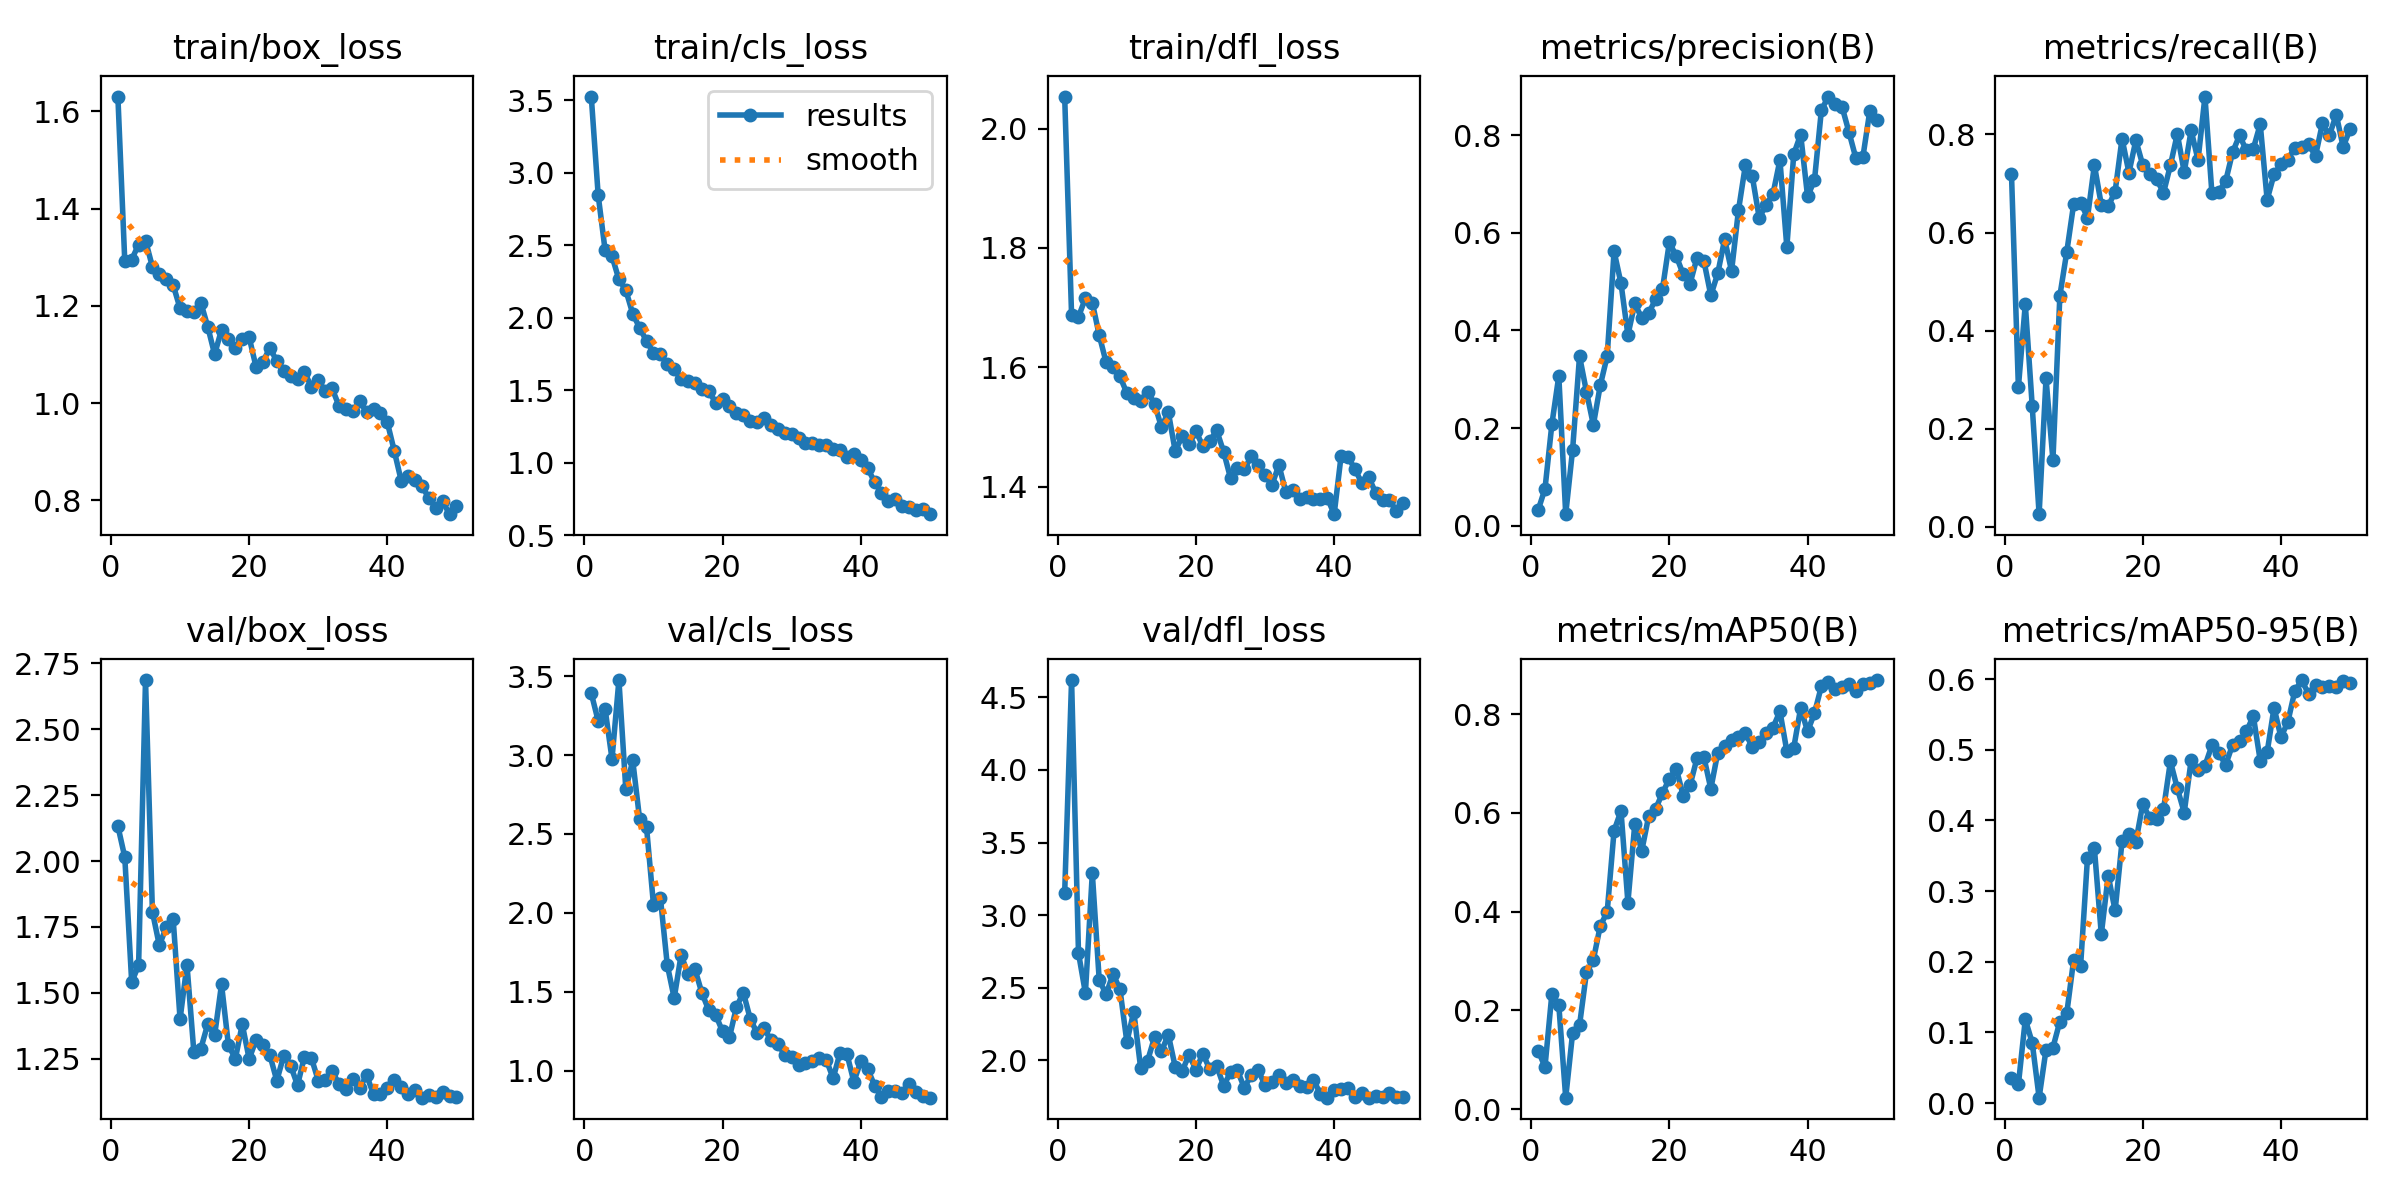 train/box_loss
1.6
1.4
1.2
1.0
0.8
0 20 40
train/cls_loss
results
smooth
3.5
3.0
2.5
2.0
1.5
1.0
0.5
0 20 40
train/dfl_loss
2.0
1.8
1.6
1.4
0 20 40
metrics/precision(B)
0.8
0.6
0.4
0.2
0.0
0 20 40
metrics/recall(B)
0.8
0.6
0.4
0.2
0.0
0 20 40
val/box_loss
2.75
2.50
2.25
2.00
1.75
1.50
1.25
0 20 40
val/cls_loss
3.5
3.0
2.5
2.0
1.5
1.0
0 20 40
val/dfl_loss
4.5
4.0
3.5
3.0
2.5
2.0
0 20 40
metrics/mAP50(B)
0.8
0.6
0.4
0.2
0.0
0 20 40
metrics/mAP50-95(B)
0.6
0.5
0.4
0.3
0.2
0.1
0.0
0 20 40